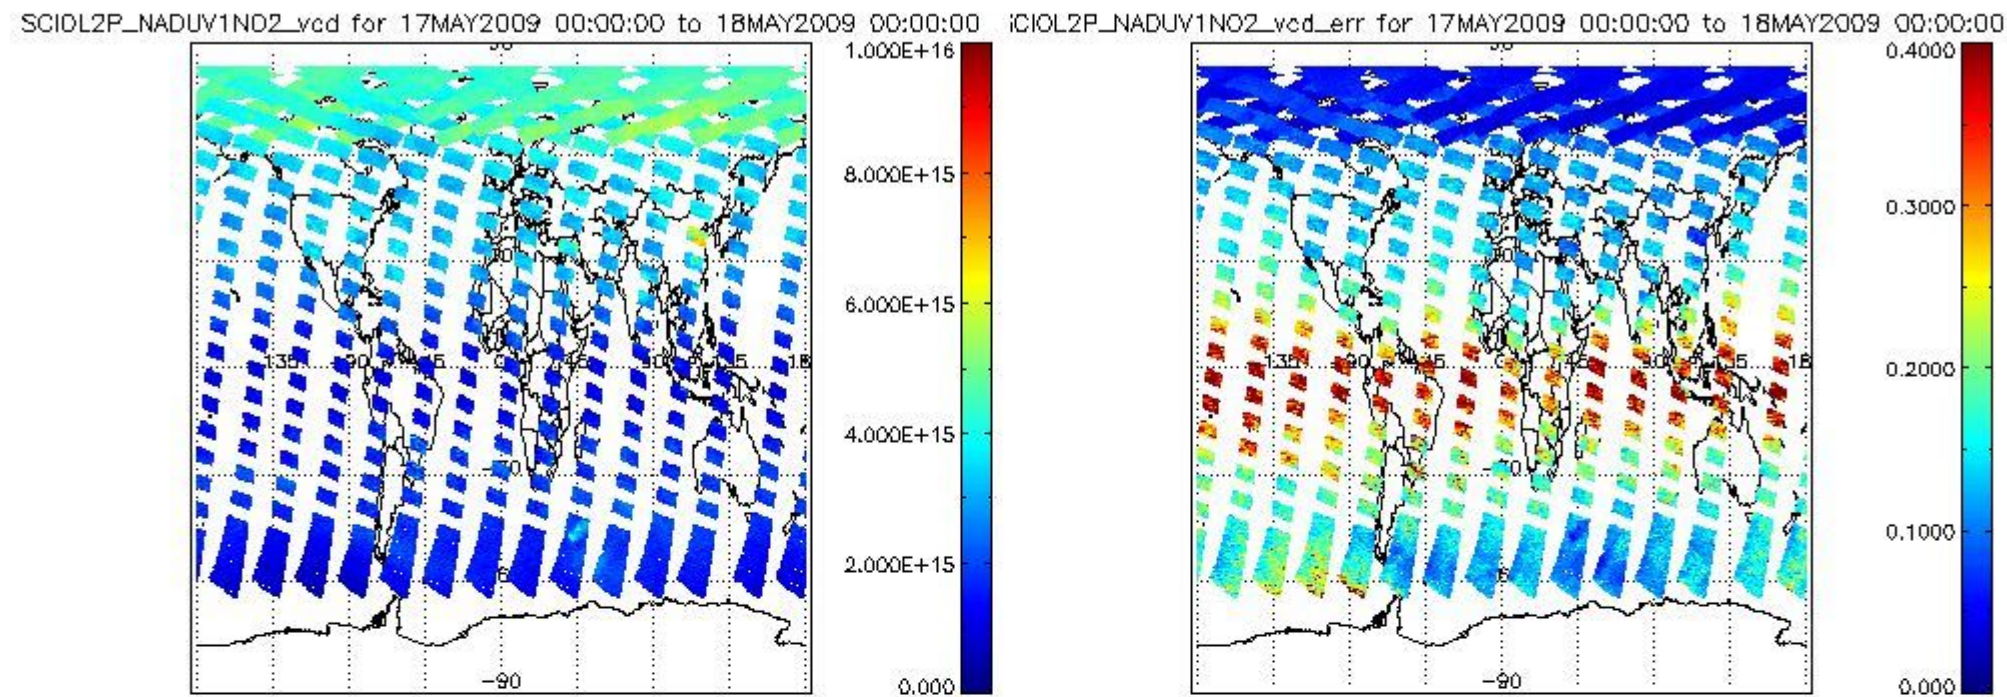 SCIOL2P_NADUV1NO2_vcd for 17MAY2009 00:00:00 to 18MAY2009 00:00:00
1.000E+16
8.000E+15
6.000E+15
4.000E+15
2.000E+15
0.000
-90
CIOL2P_NADUV1NO2_vcd_err for 17MAY2009 00:00:00 to 18MAY2009 00:00:00
0.4000
0.3000
0.2000
0.1000
0.000
-90